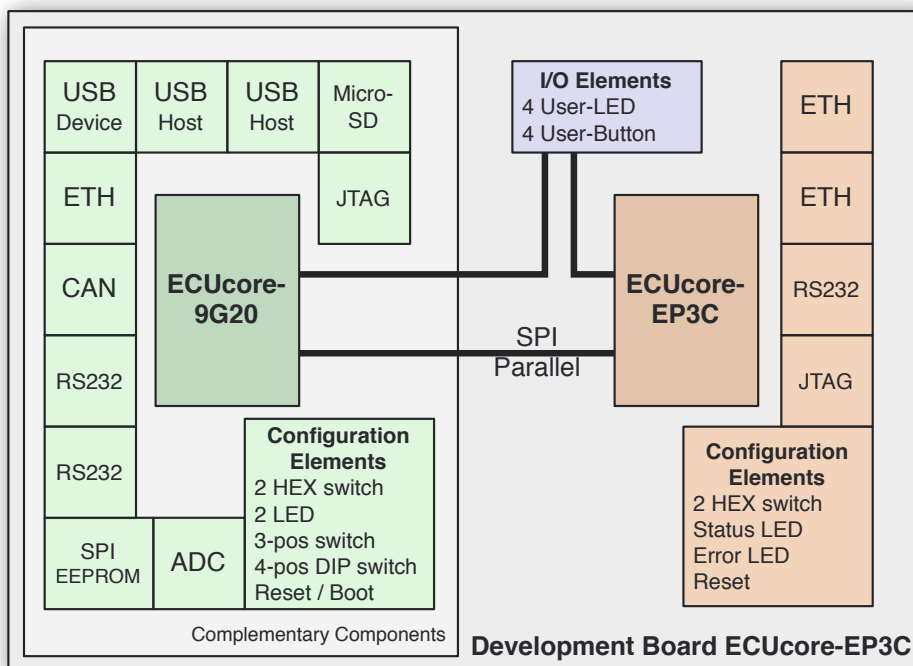 USB
Device
USB
Host
USB
Host
Micro-
SD
ETH
JTAG
CAN
RS232
RS232
SPI
EEPROM
ADC
ECUcore-
9G20
Configuration
Elements
2 HEX switch
2 LED
3-pos switch
4-pos DIP switch
Reset / Boot
Complementary Components
I/O Elements
4 User-LED
4 User-Button
SPI
Parallel
ECUcore-
EP3C
ETH
ETH
RS232
JTAG
Configuration
Elements
2 HEX switch
Status LED
Error LED
Reset
Development Board ECUcore-EP3C